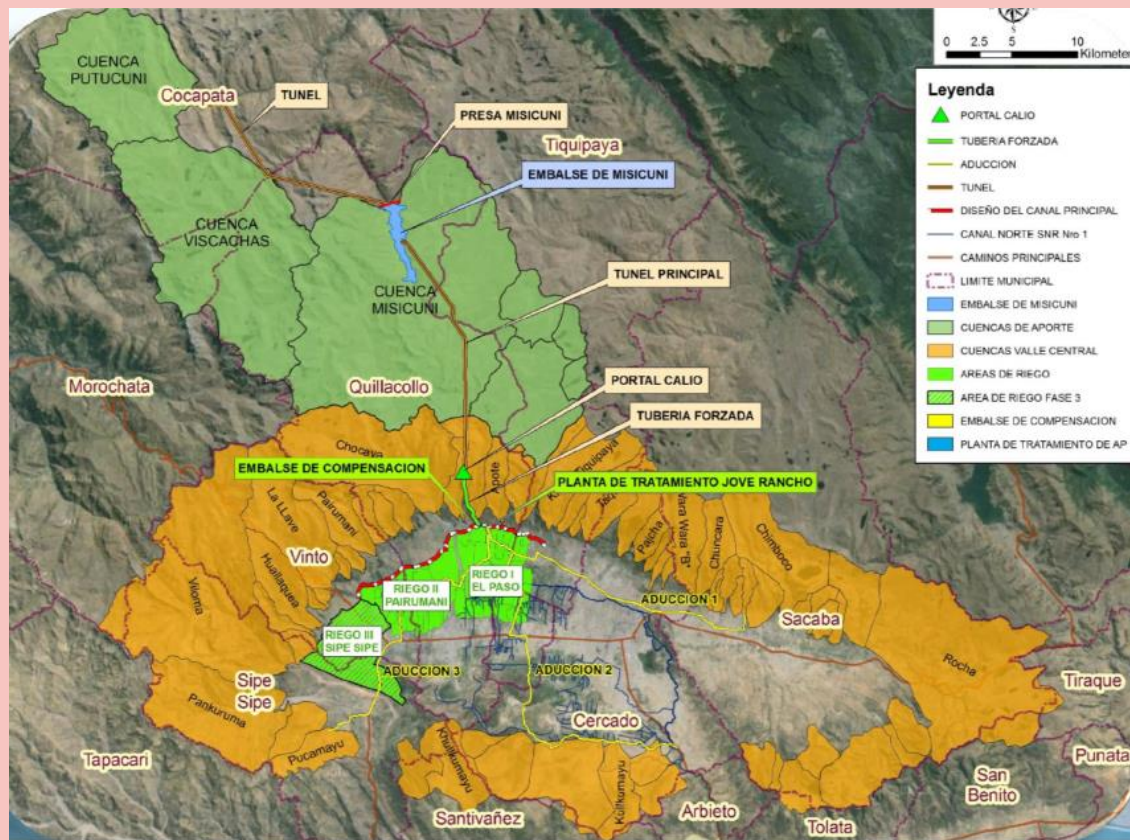 S
0 2.5 5 10
Kilometer
Leyenda
PORTAL CALIO
TUBERIA FORZADA
ADUCCION
TUNEL
DISEÑO DEL CANAL PRINCIPAL
CANAL NORTE SNR Nro 1
CAMINOS PRINCIPALES
LIMITE MUNICIPAL
EMBALSE DE MISICUNI
CUENCAS DE APORTE
CUENCAS VALLE CENTRAL
AREAS DE RIEGO
AREA DE RIEGO FASE 3
EMBALSE DE COMPENSACION
PLANTA DE TRATAMIENTO DE AP
CUENCA
PUTUCUNI
Cocapata
TUNEL
PRESA MISICUNI
Tiquipaya
EMBALSE DE MISICUNI
CUENCA
VISCACHAS
TUNEL PRINCIPAL
CUENCA
MISICUNI
Morochata
Quillacollo
PORTAL CALIO
TUBERIA FORZADA
Chocaya
EMBALSE DE COMPENSACION
Apote
PLANTA DE TRATAMIENTO JOVE RANCHO
Tiquipaya
La LLave
Pairumani
Pajcha
Wara Wara "B"
Chuncara
Chimboco
Vinto
Huallaquea
Viloma
RIEGO I
EL PASO
RIEGO II
PAIRUMANI
ADUCCION 1
Sacaba
RIEGO III
SIPE SIPE
ADUCCION 3
ADUCCION 2
Rocha
Sipe
Sipe
Tiraque
Pankuruma
Cercado
Pucamayu
Khullkumayu
Kullkumayu
Tapacari
Punata
San
Benito
Santivañez
Arbieto
Tolata